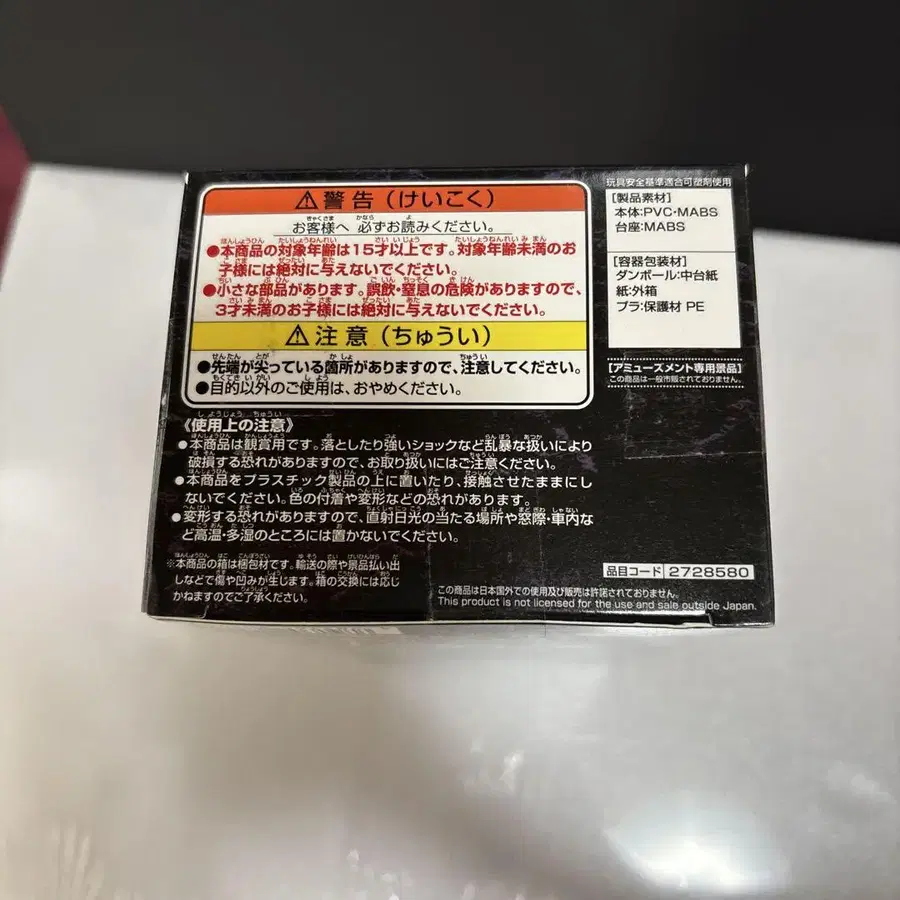 ⚠警告（けいこく）
お客様へ 必ずお読みください。
●本商品の対象年齢は15才以上です。対象年齢未満のお
子様には絶対に与えないでください。
●小さな部品があります。誤飲・窒息の危険がありますので、
3才未満のお子様には絶対に与えないでください。
⚠注意（ちゅうい）
●先端が尖っている箇所がありますので、注意してください。
●目的以外のご使用は、おやめください。
《使用上の注意》
●本商品は観賞用です。落としたり強いショックなど乱暴な扱いにより
破損する恐れがありますので、お取り扱いにはご注意ください。
●本商品をプラスチック製品の上に置いたり、接触させたままにし
ないでください。色の付着や変形などの恐れがあります。
●変形する恐れがありますので、直射日光の当たる場所や窓際・車内な
ど高温・多湿のところには置かないでください。
※本商品の箱は梱包材です。輸送の際や景品払い出
しなどで傷や凹みが生じます。箱の交換には応じ
かねますのでご了承ください。
玩具安全基準適合可塑剤使用
[製品素材]
本体:PVC・MABS
台座:MABS
[容器包装材]
ダンボール:中台紙
紙:外箱
プラ:保護材 PE
[アミューズメント専用景品]
この商品は一般市販されておりません。
品目コード 2728580
この商品は日本国外での使用及び販売は許諾されておりません。
This product is not licensed for the use and sale outside Japan.